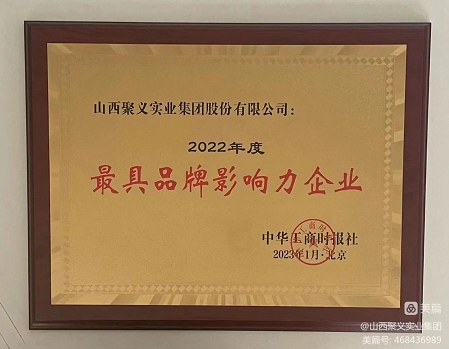 山西聚义实业集团股份有限公司：
2022年度
最具品牌影响力企业
中华工商时报社
2023年1月·北京
美篇
@山西聚义实业集团
美篇号: 468436989